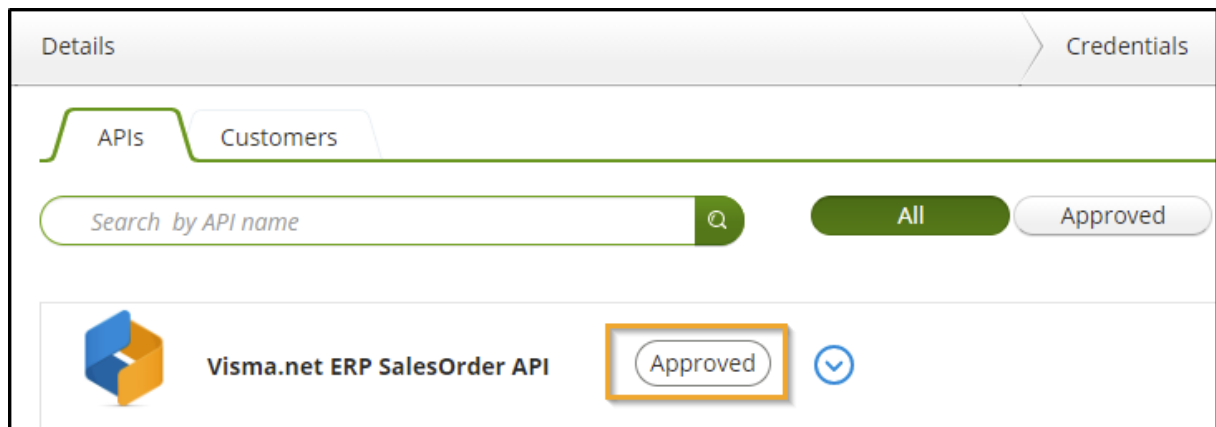 Details
Credentials
APIs
Customers
Search by API name
All
Approved
Visma.net ERP SalesOrder API
Approved